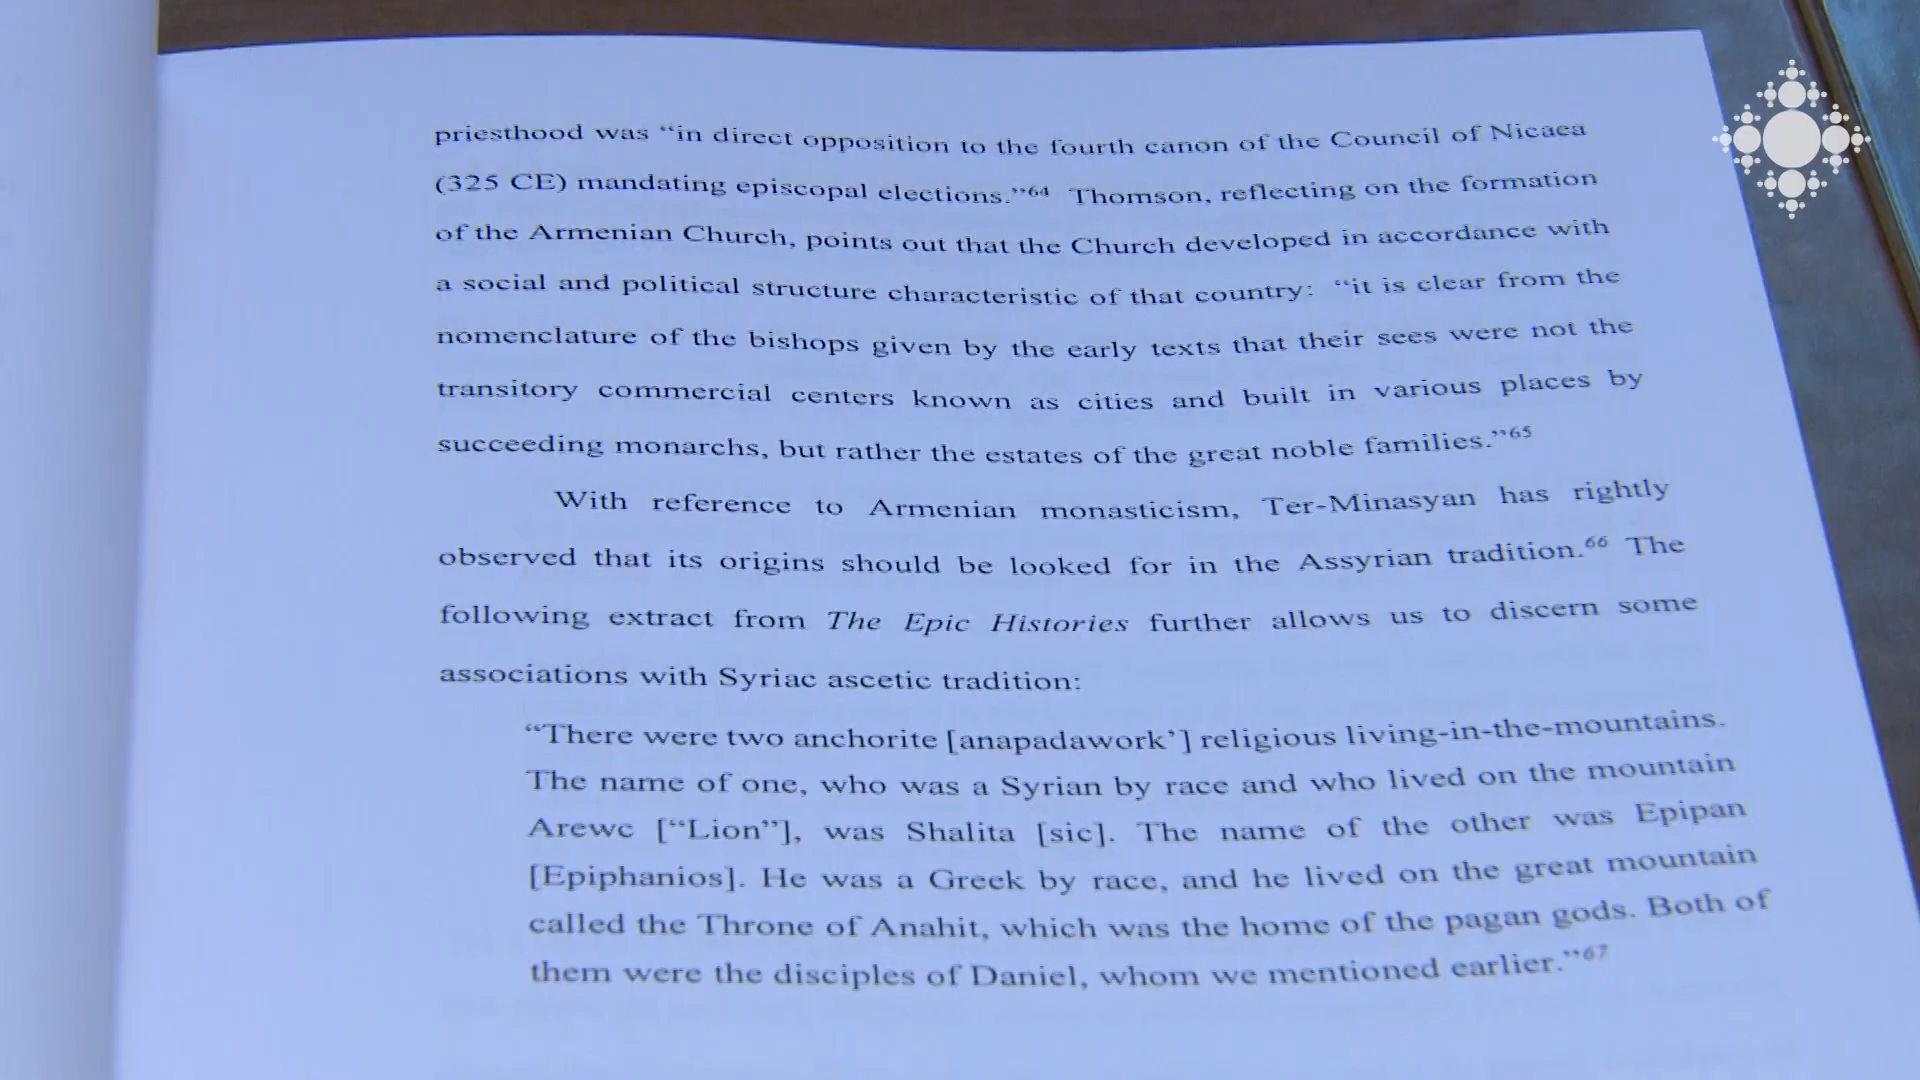 priesthood was “in direct opposition to the fourth canon of the Council of Nicaea
(325 CE) mandating episcopal elections.”64 Thomson, reflecting on the formation
of the Armenian Church, points out that the Church developed in accordance with
a social and political structure characteristic of that country: “it is clear from the
nomenclature of the bishops given by the early texts that their sees were not the
transitory commercial centers known as cities and built in various places by
succeeding monarchs, but rather the estates of the great noble families.”65
With reference to Armenian monasticism, Ter-Minasyan has rightly
observed that its origins should be looked for in the Assyrian tradition.66 The
following extract from The Epic Histories further allows us to discern some
associations with Syriac ascetic tradition:
“There were two anchorite [anapadawork’] religious living-in-the-mountains.
The name of one, who was a Syrian by race and who lived on the mountain
Arewc [“Lion”], was Shalita [sic]. The name of the other was Epipan
[Epiphanios]. He was a Greek by race, and he lived on the great mountain
called the Throne of Anahit, which was the home of the pagan gods. Both of
them were the disciples of Daniel, whom we mentioned earlier.”67